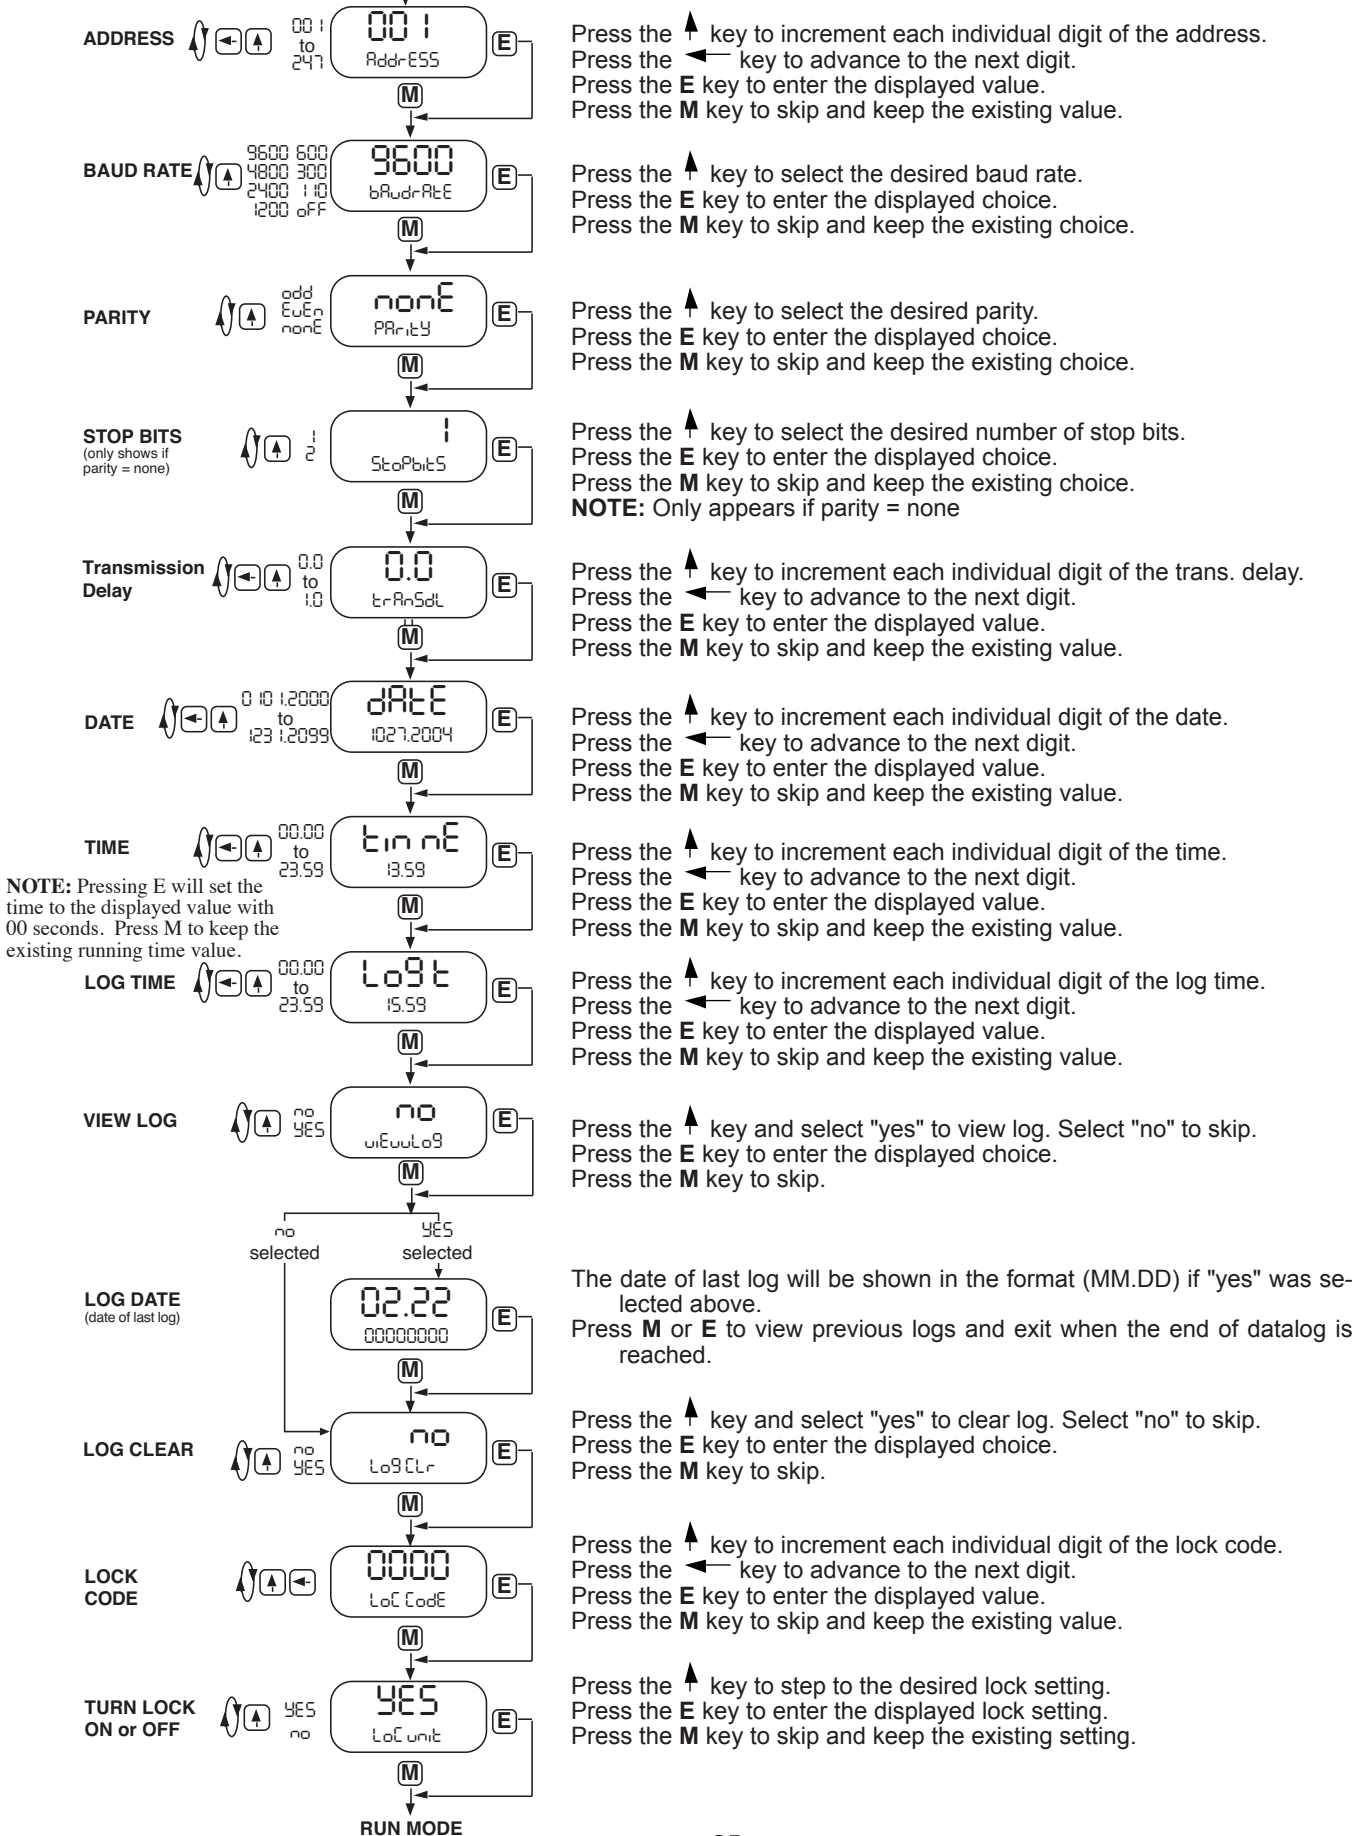 ADDRESS
001
to
247
001
AddrESS
E
M
Press the key to increment each individual digit of the address.
Press the key to advance to the next digit.
Press the E key to enter the displayed value.
Press the M key to skip and keep the existing value.
BAUD RATE
9600 600
4800 300
2400 110
1200 oFF
9600
bAudrAtE
E
M
Press the key to select the desired baud rate.
Press the E key to enter the displayed choice.
Press the M key to skip and keep the existing choice.
PARITY
odd
EvEn
nonE
nonE
PAritY
E
M
Press the key to select the desired parity.
Press the E key to enter the displayed choice.
Press the M key to skip and keep the existing choice.
STOP BITS
(only shows if
parity = none)
1
2
1
StoPbitS
E
M
Press the key to select the desired number of stop bits.
Press the E key to enter the displayed choice.
Press the M key to skip and keep the existing choice.
NOTE: Only appears if parity = none
Transmission
Delay
0.0
to
1.0
0.0
trAnSdL
E
M
Press the key to increment each individual digit of the trans. delay.
Press the key to advance to the next digit.
Press the E key to enter the displayed value.
Press the M key to skip and keep the existing value.
DATE
0101.2000
to
1231.2099
dAtE
1027.2004
E
M
Press the key to increment each individual digit of the date.
Press the key to advance to the next digit.
Press the E key to enter the displayed value.
Press the M key to skip and keep the existing value.
TIME
00.00
to
23.59
tin nE
13.59
E
M
NOTE: Pressing E will set the
time to the displayed value with
00 seconds. Press M to keep the
existing running time value.
Press the key to increment each individual digit of the time.
Press the key to advance to the next digit.
Press the E key to enter the displayed value.
Press the M key to skip and keep the existing value.
LOG TIME
00.00
to
23.59
Log t
15.59
E
M
Press the key to increment each individual digit of the log time.
Press the key to advance to the next digit.
Press the E key to enter the displayed value.
Press the M key to skip and keep the existing value.
VIEW LOG
no
YES
no
viEvvLog
E
M
Press the key and select "yes" to view log. Select "no" to skip.
Press the E key to enter the displayed choice.
Press the M key to skip.
no
selected
YES
selected
LOG DATE
(date of last log)
02.22
00000000
E
M
The date of last log will be shown in the format (MM.DD) if "yes" was se-
lected above.
Press M or E to view previous logs and exit when the end of datalog is
reached.
LOG CLEAR
no
YES
no
Log CLr
E
M
Press the key and select "yes" to clear log. Select "no" to skip.
Press the E key to enter the displayed choice.
Press the M key to skip.
LOCK
CODE
0000
LoC CodE
E
M
Press the key to increment each individual digit of the lock code.
Press the key to advance to the next digit.
Press the E key to enter the displayed value.
Press the M key to skip and keep the existing value.
TURN LOCK
ON or OFF
YES
no
YES
LoC unit
E
M
Press the key to step to the desired lock setting.
Press the E key to enter the displayed lock setting.
Press the M key to skip and keep the existing setting.
RUN MODE